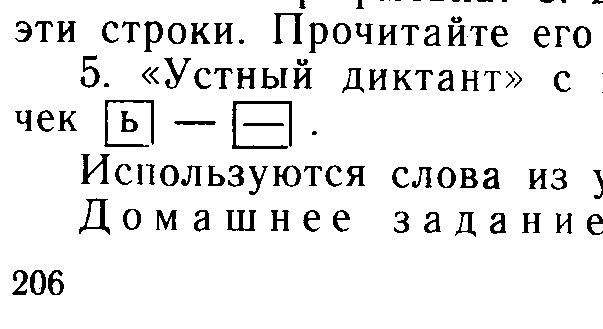 эти строки. Прочитайте его
5. «Устный диктант» с
чек ь — — .
Используются слова из
Домашнее задание
206